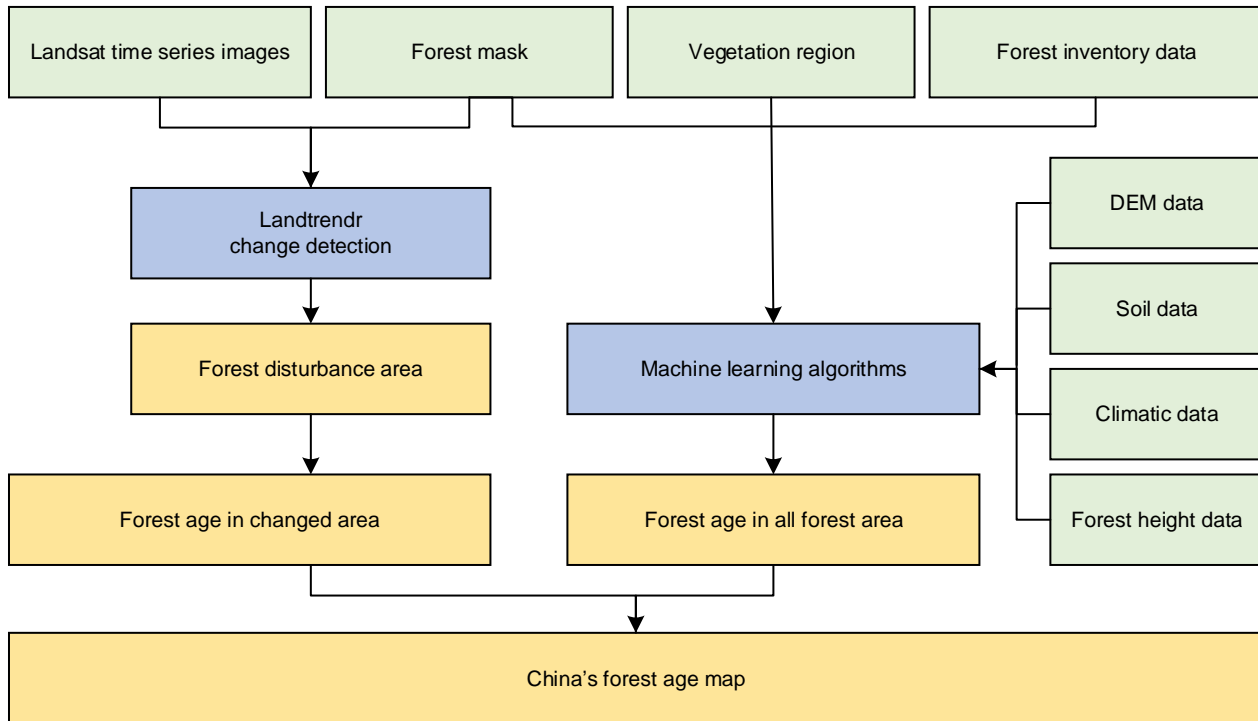 Landsat time series images
Forest mask
Vegetation region
Forest inventory data
Landtrendr
change detection
DEM data
Soil data
Forest disturbance area
Machine learning algorithms
Climatic data
Forest age in changed area
Forest age in all forest area
Forest height data
China's forest age map